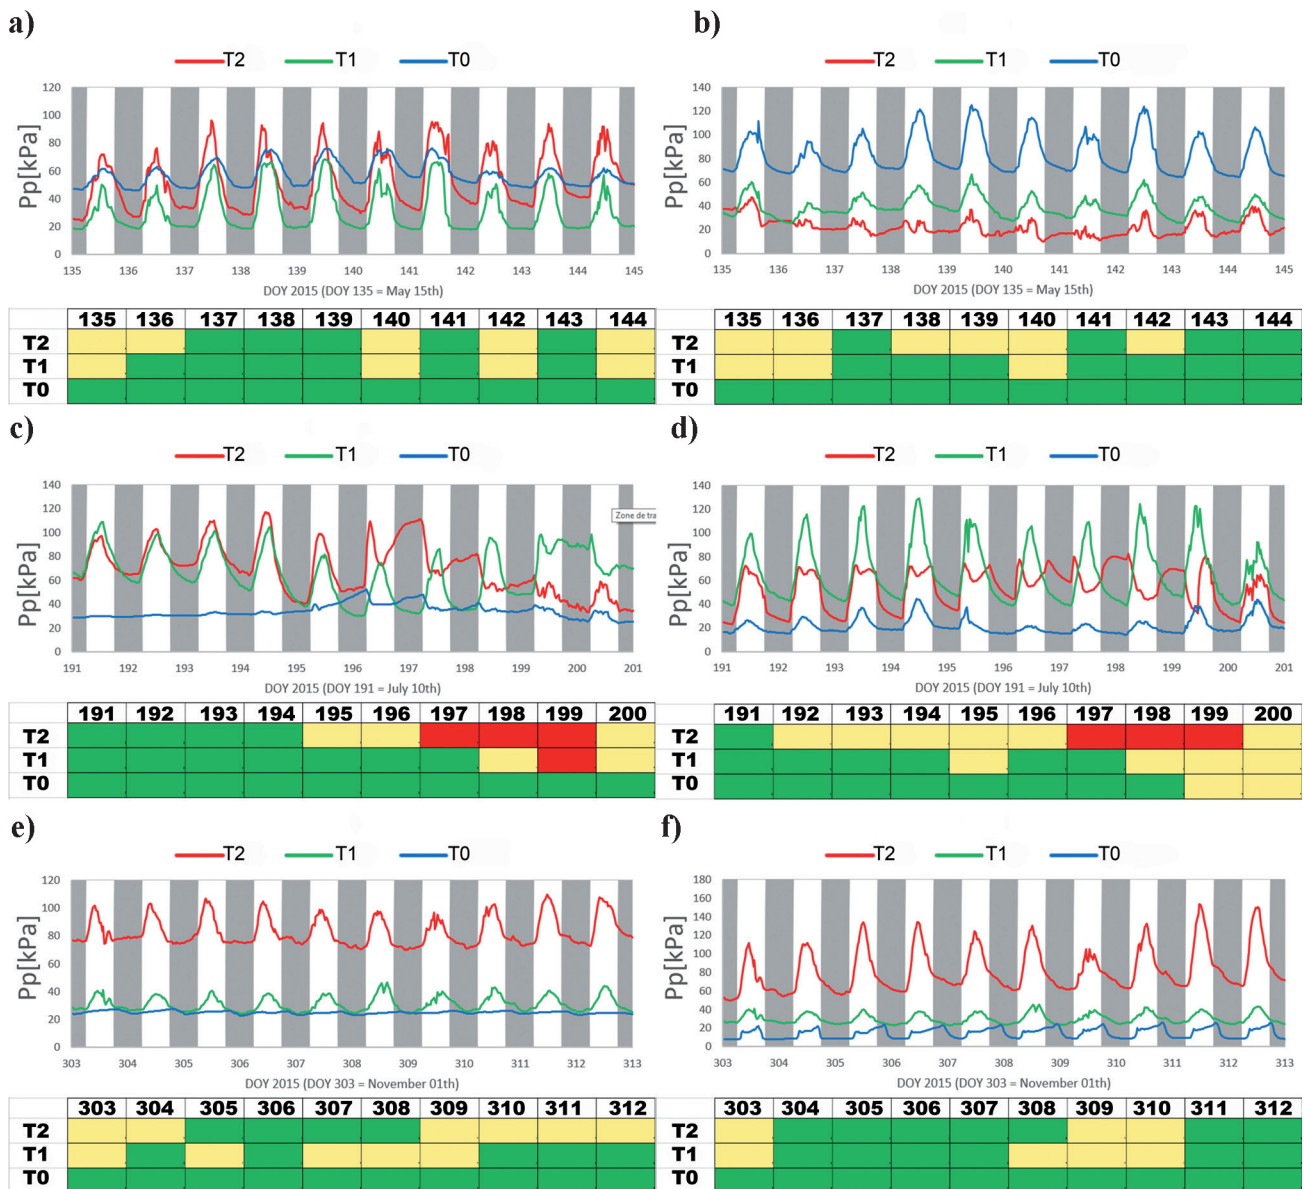 a)
b)
T2 T1 T0
T2 T1 T0
Pp[kPa]
120
100
80
60
40
20
0
135 136 137 138 139 140 141 142 143 144 145
DOY 2015 (DOY 135 = May 15th)
Pp[kPa]
140
120
100
80
60
40
20
0
135 136 137 138 139 140 141 142 143 144 145
DOY 2015 (DOY 135 = May 15th)
135 136 137 138 139 140 141 142 143 144
T2
T1
T0
135 136 137 138 139 140 141 142 143 144
T2
T1
T0
c)
d)
T2 T1 T0
T2 T1 T0
Pp[kPa]
140
120
100
80
60
40
20
0
Zone de tra
191 192 193 194 195 196 197 198 199 200 201
DOY 2015 (DOY 191 = July 10th)
Pp[kPa]
140
120
100
80
60
40
20
0
191 192 193 194 195 196 197 198 199 200 201
DOY 2015 (DOY 191 = July 10th)
191 192 193 194 195 196 197 198 199 200
T2
T1
T0
191 192 193 194 195 196 197 198 199 200
T2
T1
T0
e)
f)
T2 T1 T0
T2 T1 T0
Pp[kPa]
120
100
80
60
40
20
0
303 304 305 306 307 308 309 310 311 312 313
DOY 2015 (DOY 303 = November 01th)
Pp[kPa]
180
160
140
120
100
80
60
40
20
0
303 304 305 306 307 308 309 310 311 312 313
DOY 2015 (DOY 303 = November 01th)
303 304 305 306 307 308 309 310 311 312
T2
T1
T0
303 304 305 306 307 308 309 310 311 312
T2
T1
T0